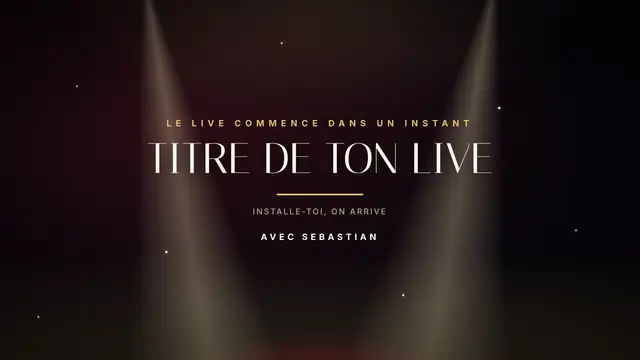 LE LIVE COMMENCE DANS UN INSTANT
TITRE DE TON LIVE
INSTALLE-TOI, ON ARRIVE
AVEC SEBASTIAN